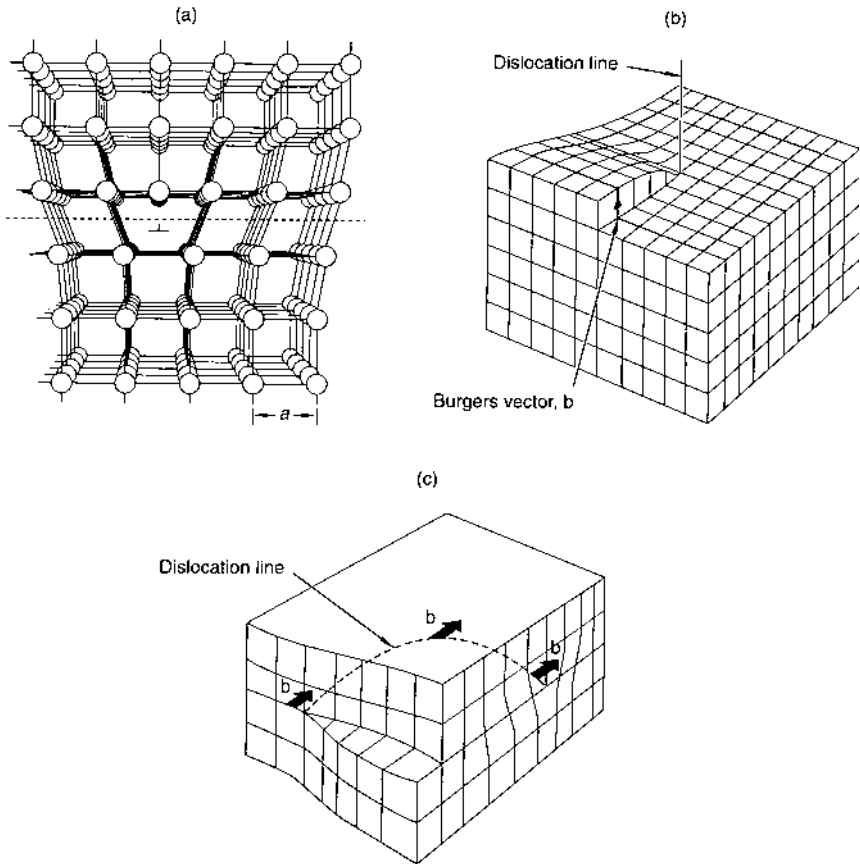 (a)
a
(b)
Dislocation line
Burgers vector, b
(c)
Dislocation line
b
b
b